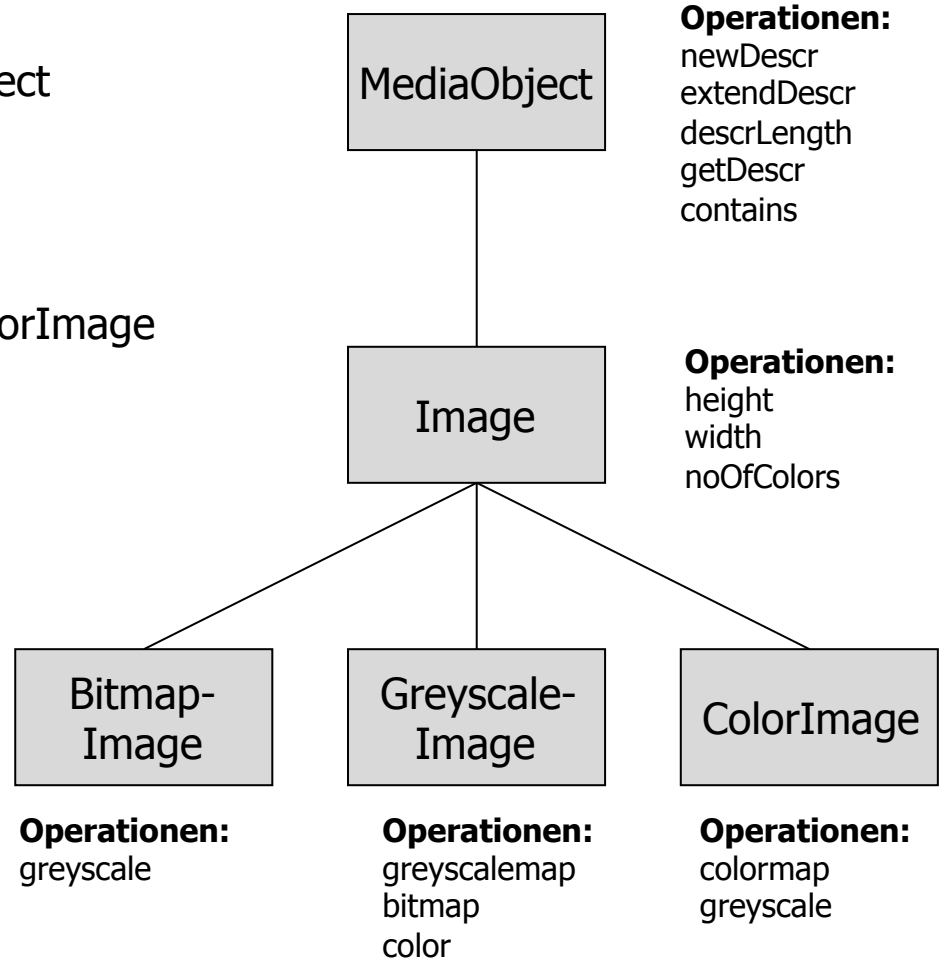 ect
orImage
MediaObject
Operationen:
newDescr
extendDescr
descrLength
getDescr
contains
Image
Operationen:
height
width
noOfColors
Bitmap-
Image
Operationen:
greyscale
Greyscale-
Image
Operationen:
greyscalemap
bitmap
color
ColorImage
Operationen:
colormap
greyscale